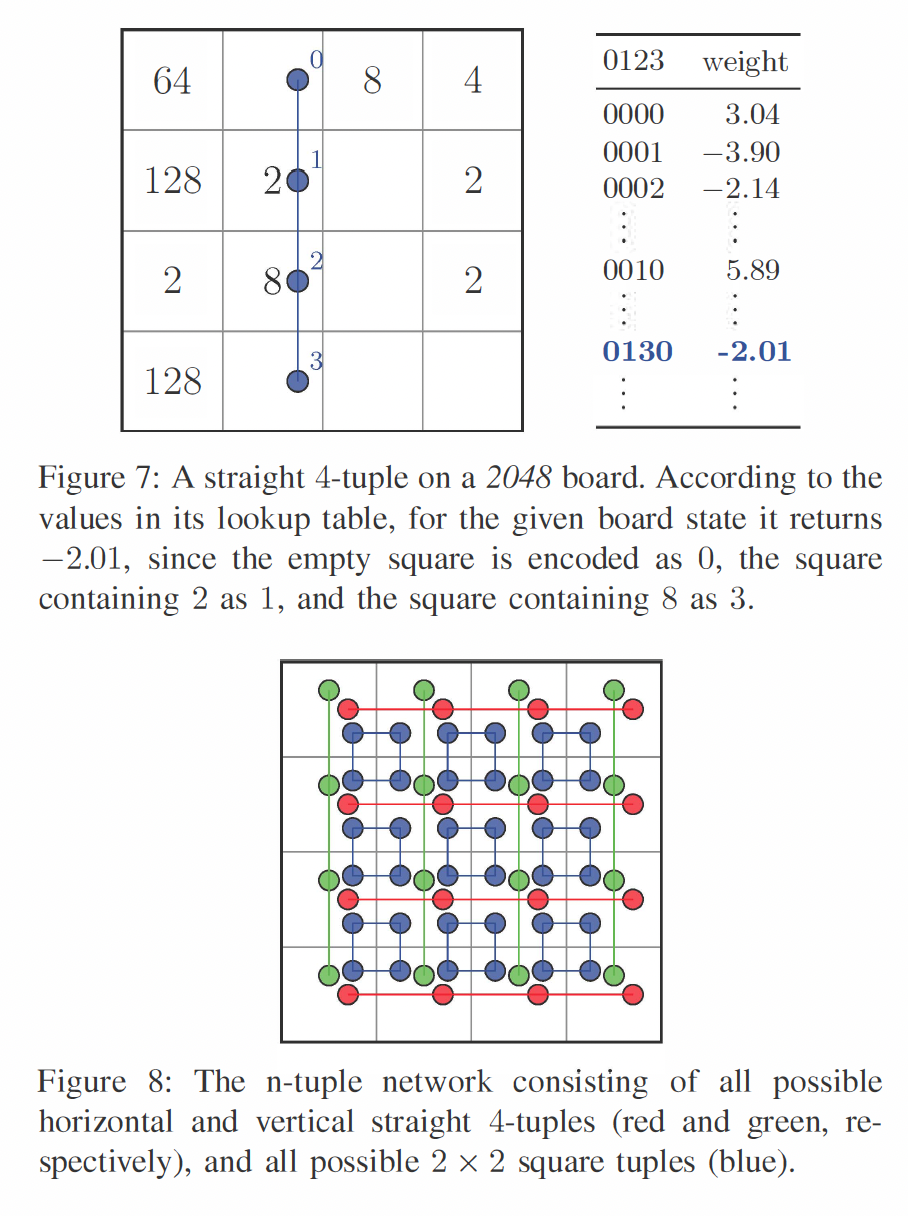 64 0 8 4
128 2 1 2
2 8 2 2
128 3
0123 weight
0000 3.04
0001 −3.90
0002 −2.14
⋮ ⋮
0010 5.89
⋮ ⋮
0130 -2.01
⋮ ⋮
Figure 7: A straight 4-tuple on a 2048 board. According to the
values in its lookup table, for the given board state it returns
−2.01, since the empty square is encoded as 0, the square
containing 2 as 1, and the square containing 8 as 3.
Figure 8: The n-tuple network consisting of all possible
horizontal and vertical straight 4-tuples (red and green, re-
spectively), and all possible 2 × 2 square tuples (blue).